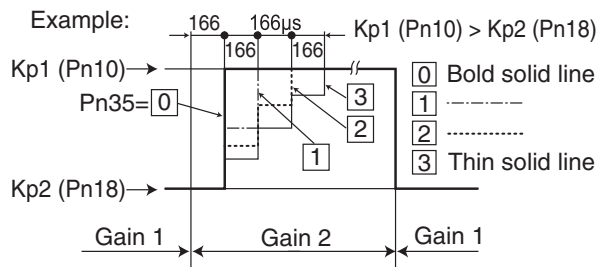 Example:
166 166µs
166 166
Kp1 (Pn10) > Kp2 (Pn18)
Kp1 (Pn10)
Pn35= 0
3
2
1
0 Bold solid line
1
2
3 Thin solid line
Kp2 (Pn18)
Gain 1 Gain 2 Gain 1